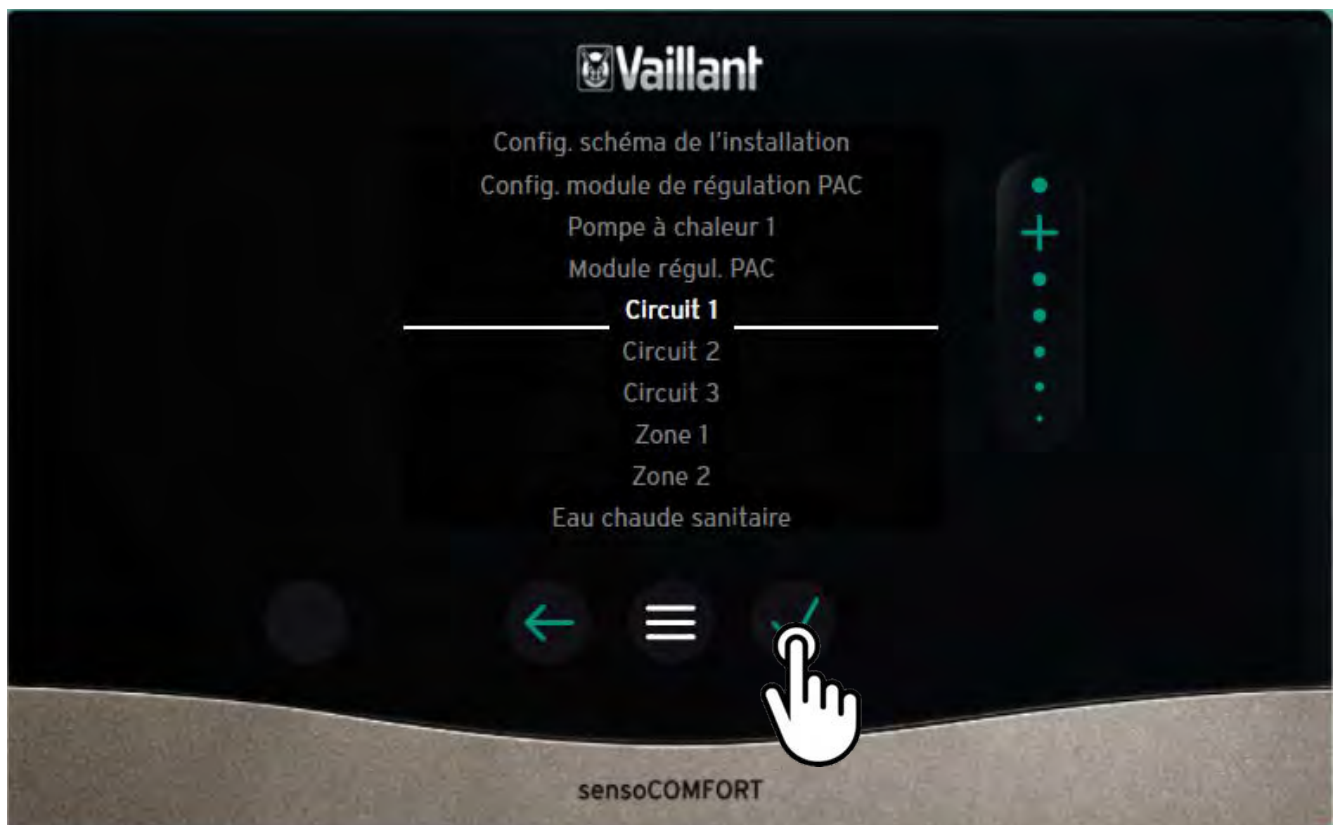 Vaillant
Config. schéma de l'installation
Config. module de régulation PAC
Pompe à chaleur 1
Module régul. PAC
Circuit 1
Circuit 2
Circuit 3
Zone 1
Zone 2
Eau chaude sanitaire
sensoCOMFORT